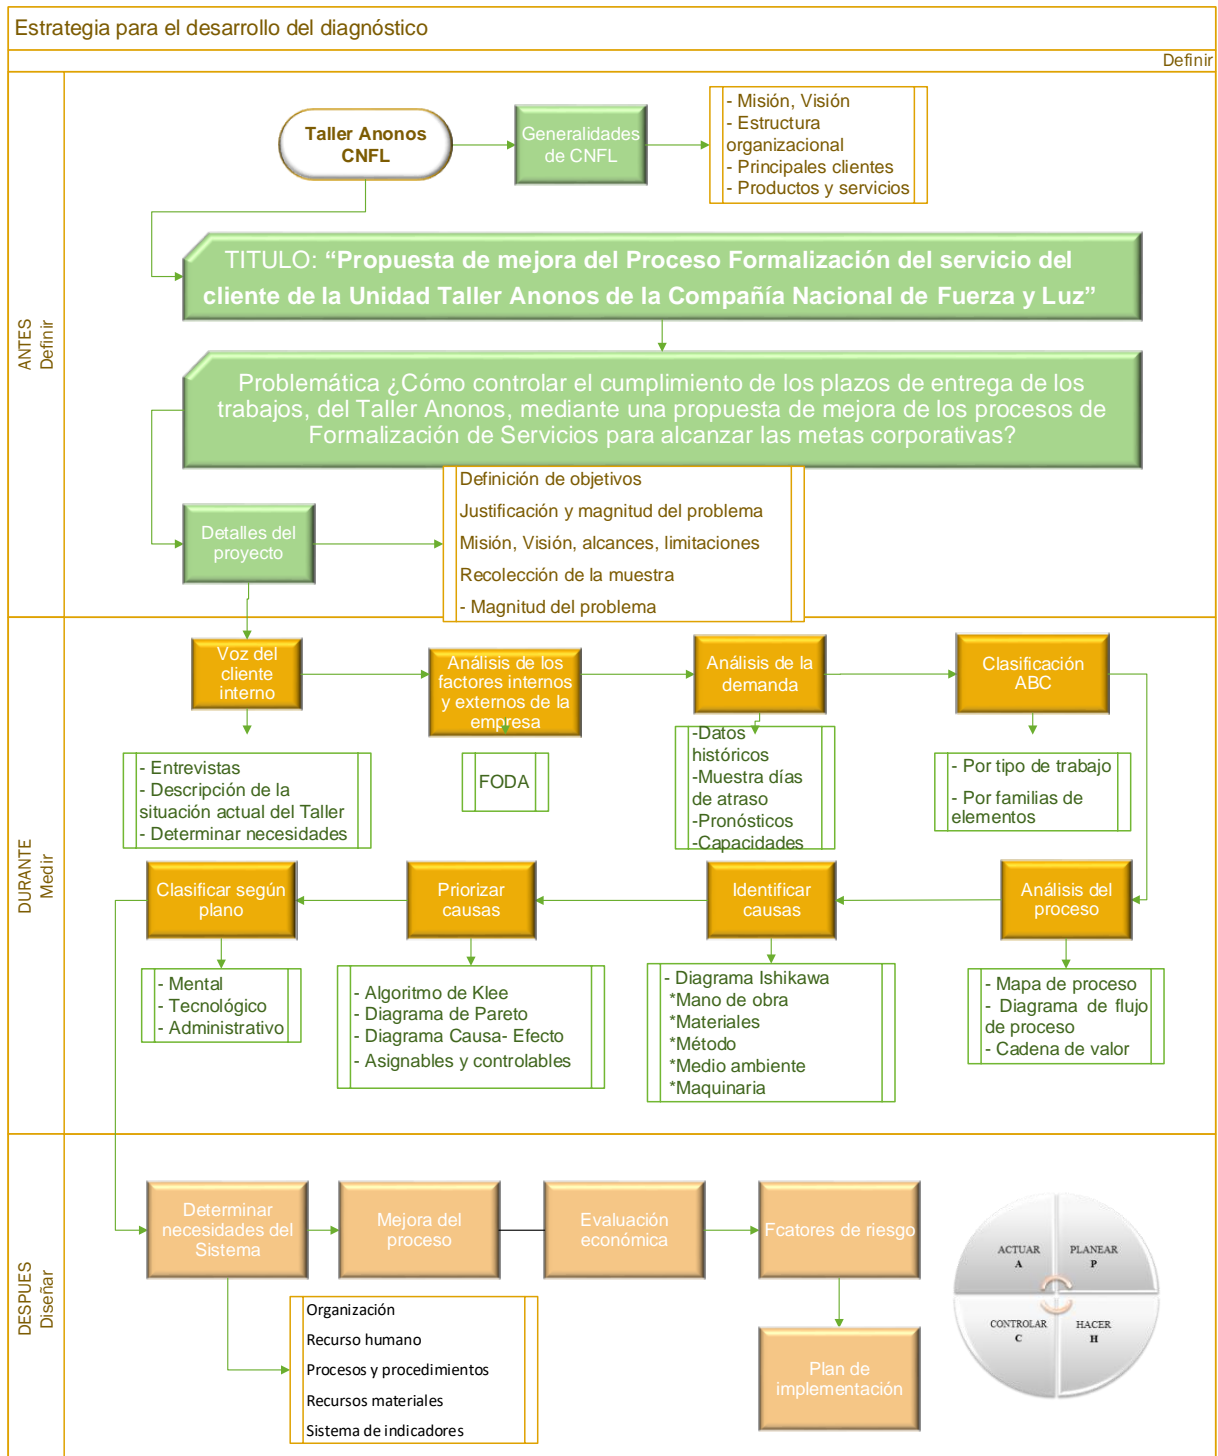 Estrategia para el desarrollo del diagnóstico
Definir
ANTES
Definir
Taller Anonos
CNFL
Generalidades
de CNFL
- Misión, Visión
- Estructura
organizacional
- Principales clientes
- Productos y servicios
TITULO: “Propuesta de mejora del Proceso Formalización del servicio del
cliente de la Unidad Taller Anonos de la Compañía Nacional de Fuerza y Luz”
Problemática ¿Cómo controlar el cumplimiento de los plazos de entrega de los
trabajos, del Taller Anonos, mediante una propuesta de mejora de los procesos de
Formalización de Servicios para alcanzar las metas corporativas?
Detalles del
proyecto
Definición de objetivos
Justificación y magnitud del problema
Misión, Visión, alcances, limitaciones
Recolección de la muestra
- Magnitud del problema
DURANTE
Medir
Voz del
cliente
interno
Análisis de los
factores internos
y externos de la
empresa
Análisis de la
demanda
Clasificación
ABC
- Entrevistas
- Descripción de la
situación actual del Taller
- Determinar necesidades
FODA
-Datos
históricos
-Muestra días
de atraso
-Pronósticos
-Capacidades
- Por tipo de trabajo
- Por familias de
elementos
Clasificar según
plano
Priorizar
causas
Identificar
causas
Análisis del
proceso
- Mental
- Tecnológico
- Administrativo
- Algoritmo de Klee
- Diagrama de Pareto
- Diagrama Causa- Efecto
- Asignables y controlables
- Diagrama Ishikawa
*Mano de obra
*Materiales
*Método
*Medio ambiente
*Maquinaria
- Mapa de proceso
- Diagrama de flujo
de proceso
- Cadena de valor
DESPUES
Diseñar
Determinar
necesidades del
Sistema
Mejora del
proceso
Evaluación
económica
Fcatores de riesgo
Organización
Recurso humano
Procesos y procedimientos
Recursos materiales
Sistema de indicadores
Plan de
implementación
ACTUAR
A
PLANEAR
P
CONTROLAR
C
HACER
H